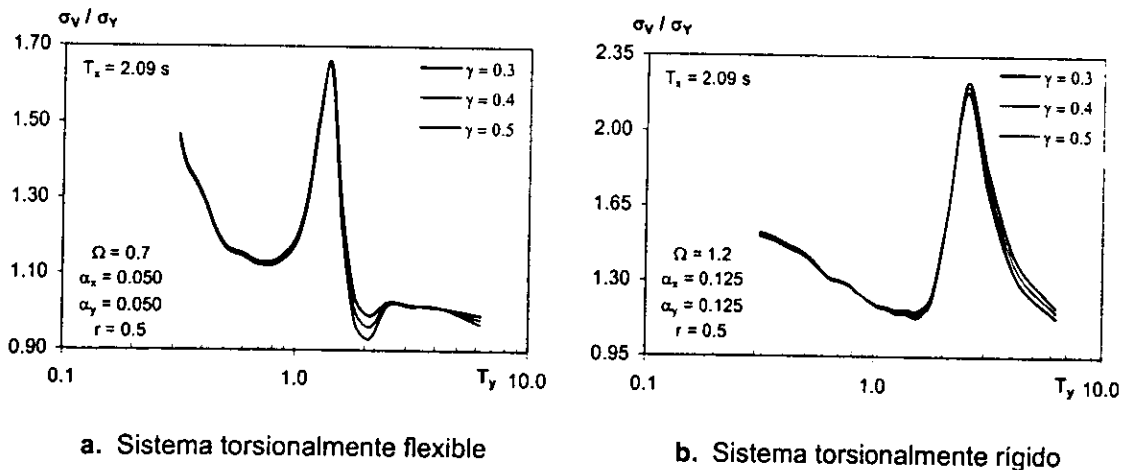 σV / σY
1.70
1.50
1.30
1.10
0.90
0.1
1.0
Ty
10.0
Tx = 2.09 s
γ = 0.3
γ = 0.4
γ = 0.5
Ω = 0.7
αx = 0.050
αy = 0.050
r = 0.5
a. Sistema torsionalmente flexible
σV / σY
2.35
2.00
1.65
1.30
0.95
0.1
1.0
Ty
10.0
Tx = 2.09 s
γ = 0.3
γ = 0.4
γ = 0.5
Ω = 1.2
αx = 0.125
αy = 0.125
r = 0.5
b. Sistema torsionalmente rígido